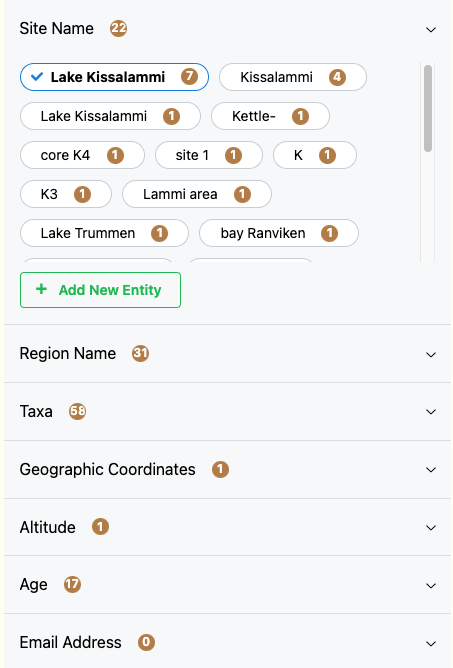 Site Name 22
Lake Kissalammi 7 Kissalammi 4
Lake Kissalammi 1 Kettle- 1
core K4 1 site 1 1 K 1
K3 1 Lammi area 1
Lake Trummen 1 bay Ranviken 1
+ Add New Entity
Region Name 31
Taxa 58
Geographic Coordinates 1
Altitude 1
Age 17
Email Address 0